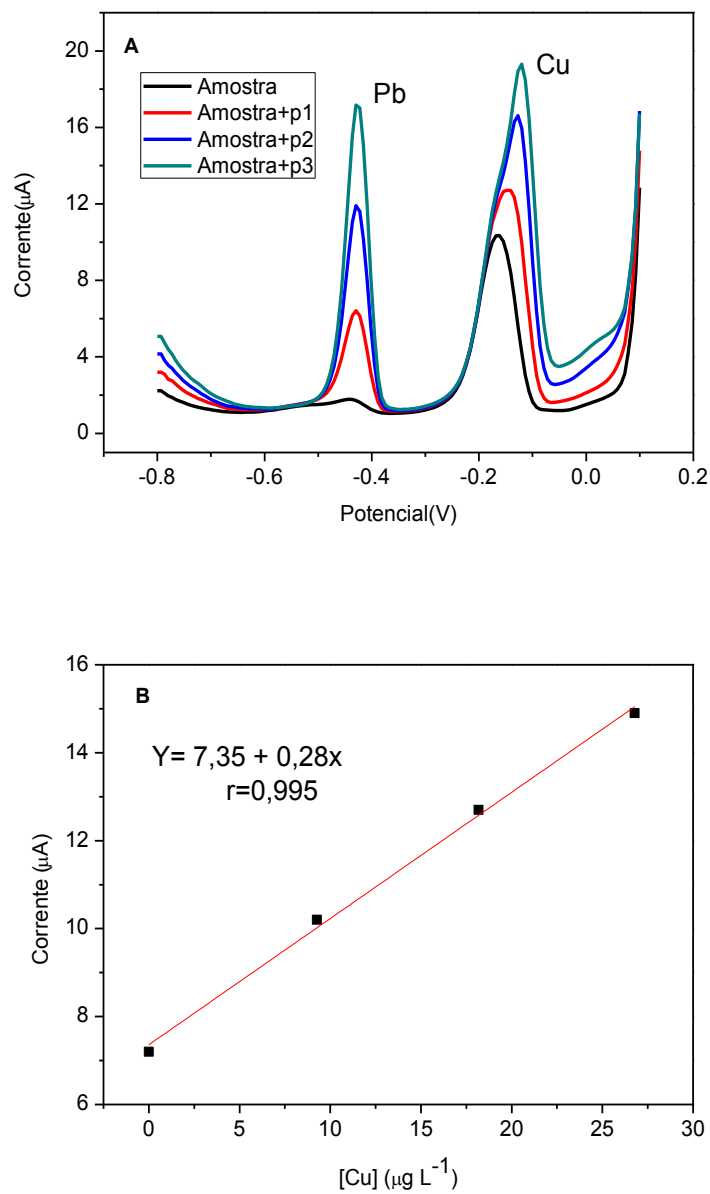 A
Amostra
Amostra+p1
Amostra+p2
Amostra+p3
Pb
Cu
20
16
12
8
4
0
Corrente(μA)
-0.8 -0.6 -0.4 -0.2 0.0 0.2
Potencial(V)
B
Y= 7,35 + 0,28x
r=0,995
16
14
12
10
8
6
Corrente (μA)
0 5 10 15 20 25 30
[Cu] (μg L⁻¹)